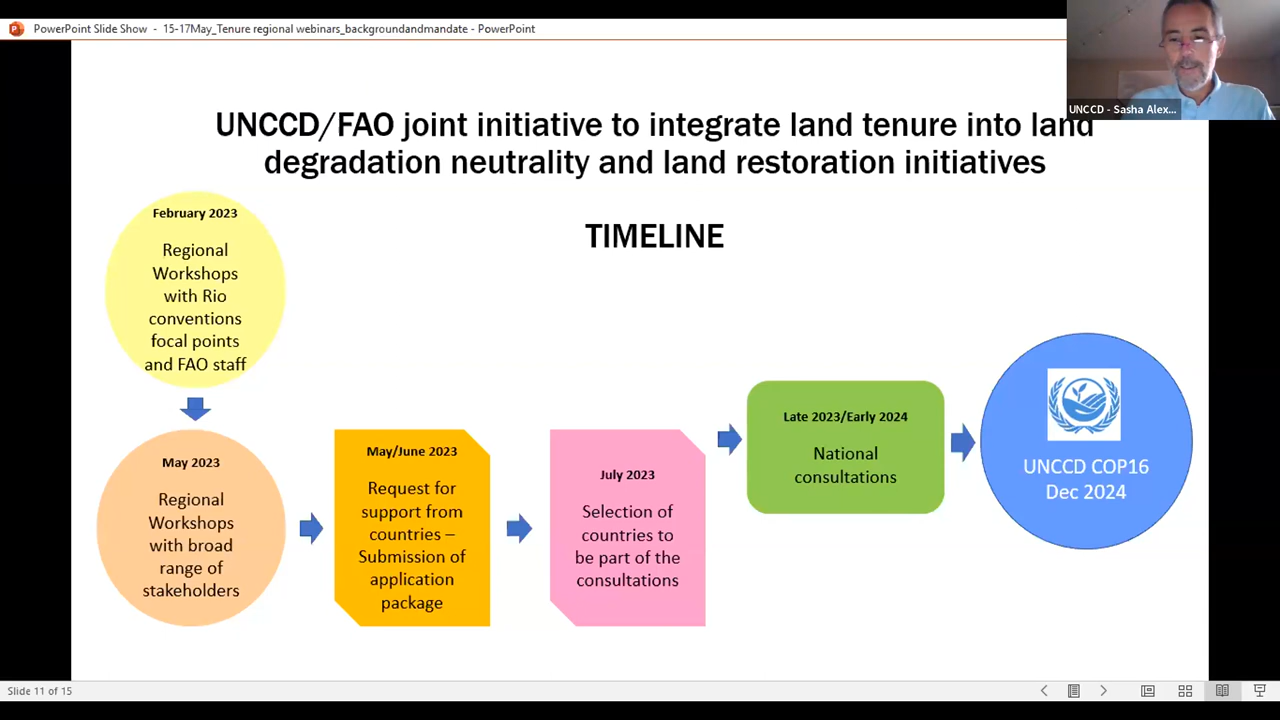 PowerPoint Slide Show - 15-17May_Tenure regional webinars_backgroundandmandate - PowerPoint
UNCCD - Sasha Alex...
UNCCD/FAO joint initiative to integrate land tenure into land
degradation neutrality and land restoration initiatives
TIMELINE
February 2023
Regional
Workshops
with Rio
conventions
focal points
and FAO staff
May 2023
Regional
Workshops
with broad
range of
stakeholders
May/June 2023
Request for
support from
countries –
Submission of
application
package
July 2023
Selection of
countries to
be part of the
consultations
Late 2023/Early 2024
National
consultations
UNCCD COP16
Dec 2024
Slide 11 of 15